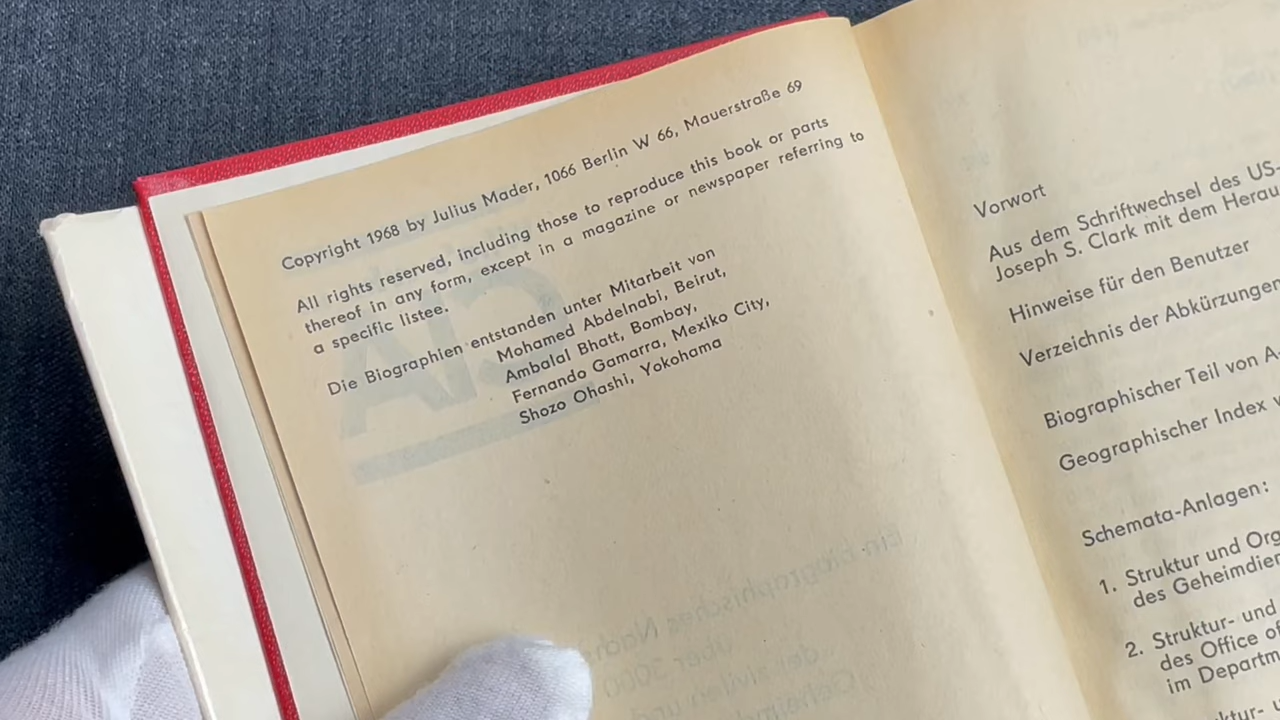 Copyright 1968 by Julius Mader, 1066 Berlin W 66, Mauerstraße 69
All rights reserved, including those to reproduce this book or parts
thereof in any form, except in a magazine or newspaper referring to
a specific listee.
Die Biographien entstanden unter Mitarbeit von
Mohamed Abdelnabi, Beirut,
Ambalal Bhatt, Bombay,
Fernando Gamarra, Mexiko City,
Shozo Ohashi, Yokohama
Vorwort
Aus dem Schriftwechsel des US-
Joseph S. Clark mit dem
Hinweise für den Benutzer
Verzeichnis der Abkürzungen
Biographischer Teil von
Geographischer Index
Schemata-Anlagen:
1. Struktur und
des
2. Struktur- und
des Office of
im